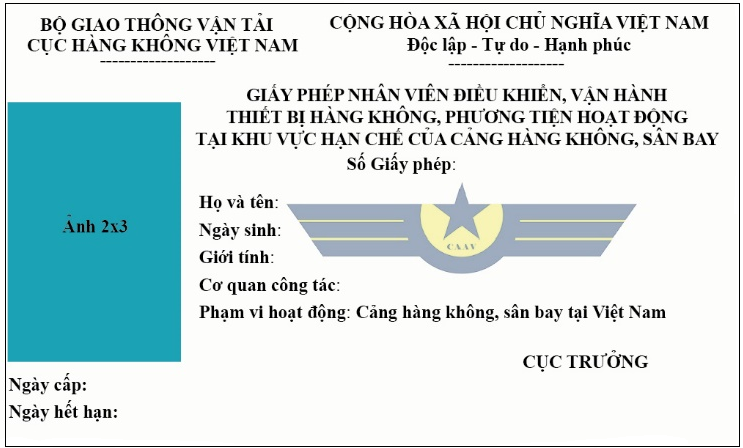 BỘ GIAO THÔNG VẬN TẢI
CỤC HÀNG KHÔNG VIỆT NAM
-------------------
CỘNG HÒA XÃ HỘI CHỦ NGHĨA VIỆT NAM
Độc lập - Tự do - Hạnh phúc
-------------------
GIẤY PHÉP NHÂN VIÊN ĐIỀU KHIỂN, VẬN HÀNH
THIẾT BỊ HÀNG KHÔNG, PHƯƠNG TIỆN HOẠT ĐỘNG
TẠI KHU VỰC HẠN CHẾ CỦA CẢNG HÀNG KHÔNG, SÂN BAY
Số Giấy phép:
Ảnh 2x3
Họ và tên:
Ngày sinh:
CAAV
Giới tính:
Cơ quan công tác:
Phạm vi hoạt động: Cảng hàng không, sân bay tại Việt Nam
CỤC TRƯỞNG
Ngày cấp:
Ngày hết hạn: